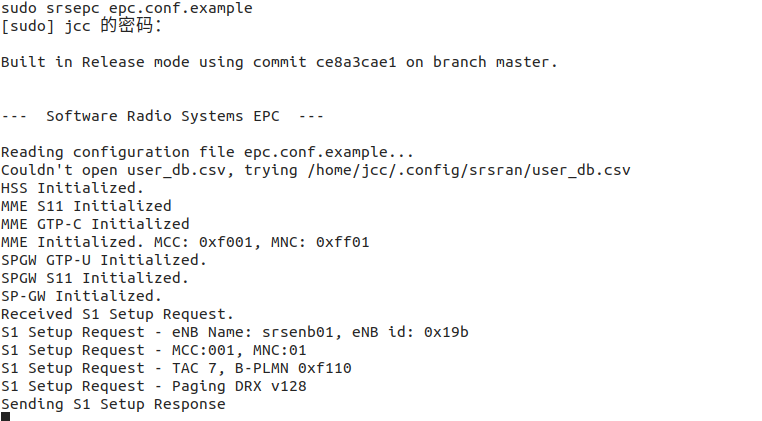 sudo srsepc epc.conf.example
[sudo] jcc 的密码：
Built in Release mode using commit ce8a3cae1 on branch master.
---  Software Radio Systems EPC  ---
Reading configuration file epc.conf.example...
Couldn't open user_db.csv, trying /home/jcc/.config/srsran/user_db.csv
HSS Initialized.
MME S11 Initialized
MME GTP-C Initialized
MME Initialized. MCC: 0xf001, MNC: 0xff01
SPGW GTP-U Initialized.
SPGW S11 Initialized.
SP-GW Initialized.
Received S1 Setup Request.
S1 Setup Request - eNB Name: srsenb01, eNB id: 0x19b
S1 Setup Request - MCC:001, MNC:01
S1 Setup Request - TAC 7, B-PLMN 0xf110
S1 Setup Request - Paging DRX v128
Sending S1 Setup Response